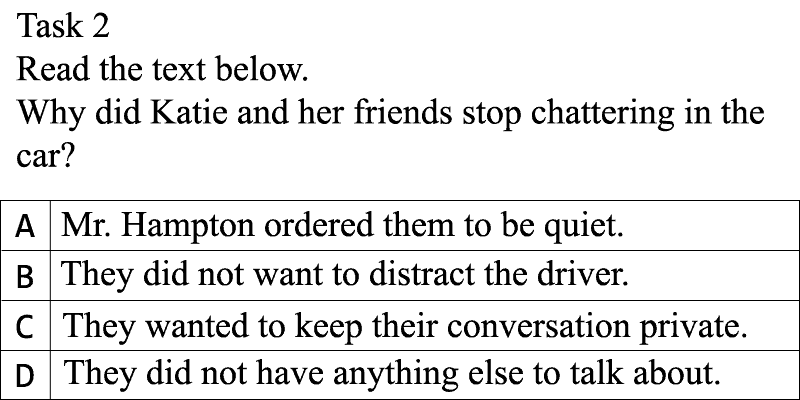 Task 2
Read the text below.
Why did Katie and her friends stop chattering in the
car?
A Mr. Hampton ordered them to be quiet.
B They did not want to distract the driver.
C They wanted to keep their conversation private.
D They did not have anything else to talk about.